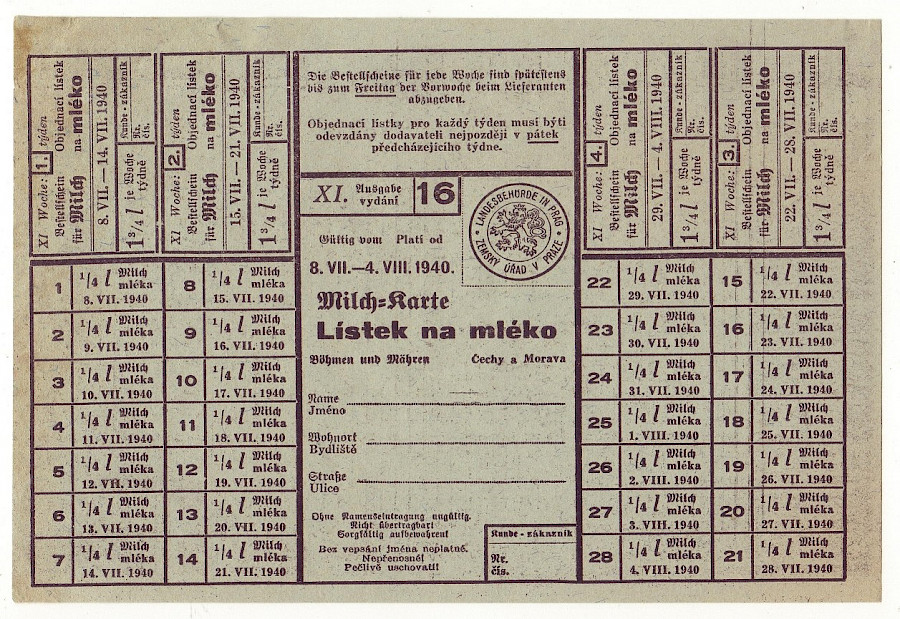 XI Woche: 1. týden
Bestellschein Objednací lístek
für Milch na mléko
8. VII. — 14. VII. 1940
Kunde - zákazník
Nr.
čís.
1 3/4 l je Woche
týdně
XI Woche: 2. týden
Bestellschein Objednací lístek
für Milch na mléko
15. VII. — 21. VII. 1940
Kunde - zákazník
Nr.
čís.
1 3/4 l je Woche
týdně
Die Bestellscheine für jede Woche sind spätestens
bis zum Freitag der Vorwoche beim Lieferanten
abzugeben.
Objednací lístky pro každý týden musí býti
odevzdány dodavateli nejpozději v pátek
předcházejícího týdne.
XI. Ausgabe 16
vydání
LANDESBEHÖRDE IN PRAG
ZEMSKÝ ÚŘAD V PRAZE
Gültig vom Platí od
8. VII.—4. VIII. 1940.
Milch=Karte
Lístek na mléko
Böhmen und Mähren Čechy a Morava
Name
Jméno
Wohnort
Bydliště
Straße
Ulice
Ohne Namenseintragung ungültig.
Nicht übertragbar!
Sorgfältig aufbewahren!
Bez vepsání jména neplatné.
Nepřenosné!
Pečlivě uschovati!
Kunde - zákazník
Nr.
čís.
XI Woche: 4. týden
Bestellschein Objednací lístek
für Milch na mléko
29. VII. — 4. VIII. 1940
Kunde - zákazník
Nr.
čís.
1 3/4 l je Woche
týdně
XI Woche: 3. týden
Bestellschein Objednací lístek
für Milch na mléko
22. VII. — 28. VII. 1940
Kunde - zákazník
Nr.
čís.
1 3/4 l je Woche
týdně
1 1/4 l Milch
mléka
8. VII. 1940
2 1/4 l Milch
mléka
9. VII. 1940
3 1/4 l Milch
mléka
10. VII. 1940
4 1/4 l Milch
mléka
11. VII. 1940
5 1/4 l Milch
mléka
12. VII. 1940
6 1/4 l Milch
mléka
13. VII. 1940
7 1/4 l Milch
mléka
14. VII. 1940
8 1/4 l Milch
mléka
15. VII. 1940
9 1/4 l Milch
mléka
16. VII. 1940
10 1/4 l Milch
mléka
17. VII. 1940
11 1/4 l Milch
mléka
18. VII. 1940
12 1/4 l Milch
mléka
19. VII. 1940
13 1/4 l Milch
mléka
20. VII. 1940
14 1/4 l Milch
mléka
21. VII. 1940
22 1/4 l Milch
mléka
29. VII. 1940
23 1/4 l Milch
mléka
30. VII. 1940
24 1/4 l Milch
mléka
31. VII. 1940
25 1/4 l Milch
mléka
1. VIII. 1940
26 1/4 l Milch
mléka
2. VIII. 1940
27 1/4 l Milch
mléka
3. VIII. 1940
28 1/4 l Milch
mléka
4. VIII. 1940
15 1/4 l Milch
mléka
22. VII. 1940
16 1/4 l Milch
mléka
23. VII. 1940
17 1/4 l Milch
mléka
24. VII. 1940
18 1/4 l Milch
mléka
25. VII. 1940
19 1/4 l Milch
mléka
26. VII. 1940
20 1/4 l Milch
mléka
27. VII. 1940
21 1/4 l Milch
mléka
28. VII. 1940